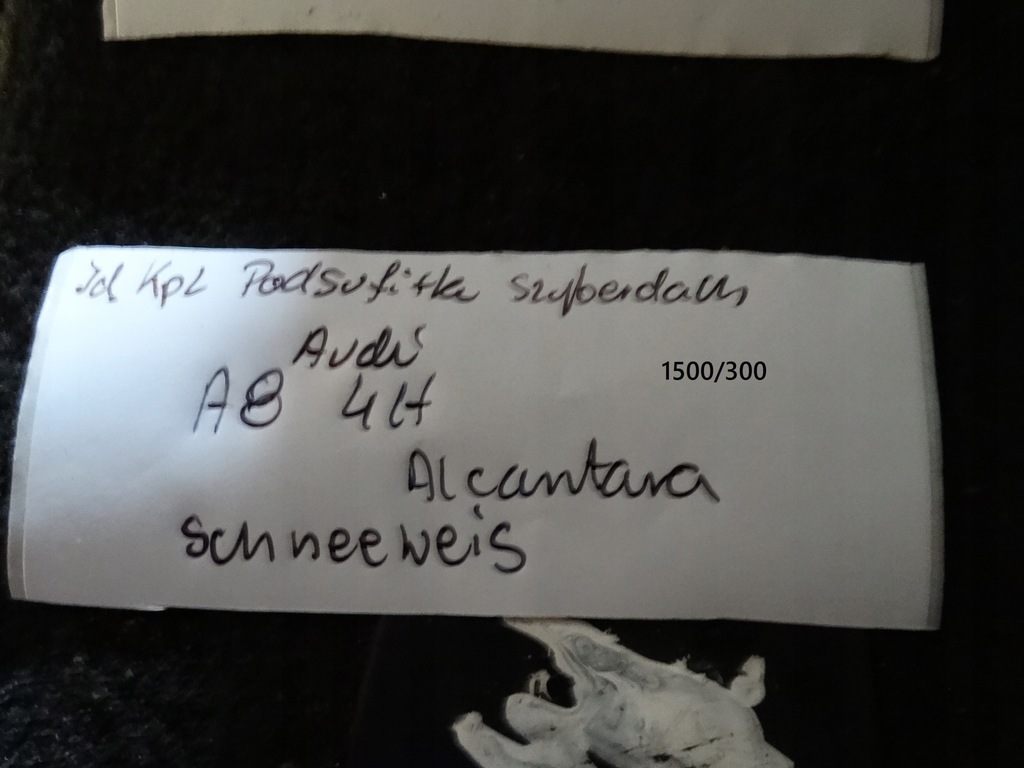 Kpl Podsufitka Szyberdach
Audi
1500/300
A8 4H
Alcantara
Schneeweis